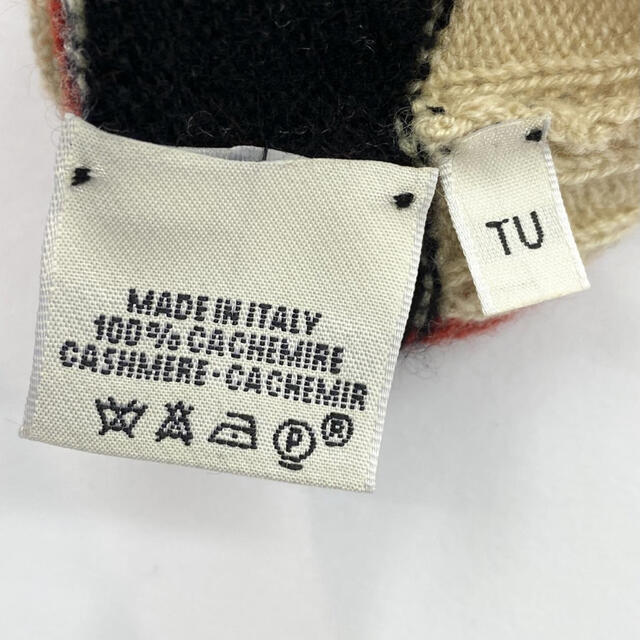 MADE IN ITALY
100% CACHEMIRE
CASHMERE-CACHEMIR
P ®
TU